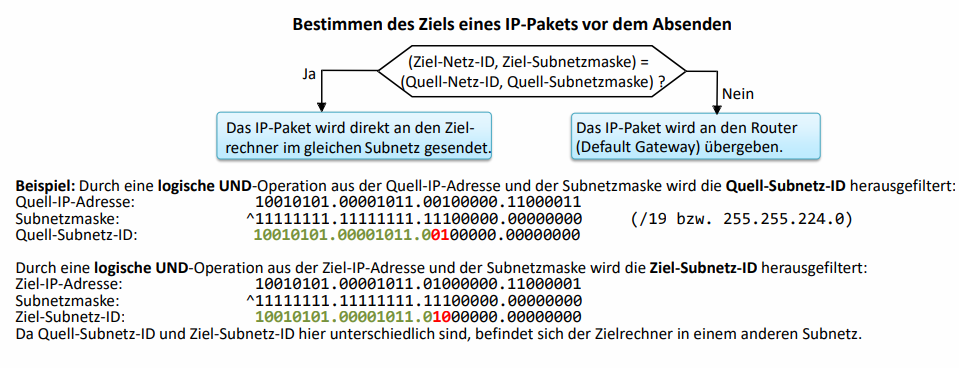 Bestimmen des Ziels eines IP-Pakets vor dem Absenden
(Ziel-Netz-ID, Ziel-Subnetzmaske) =
(Quell-Netz-ID, Quell-Subnetzmaske) ?
Ja
Nein
Das IP-Paket wird direkt an den Ziel-
rechner im gleichen Subnetz gesendet.
Das IP-Paket wird an den Router
(Default Gateway) übergeben.
Beispiel: Durch eine logische UND-Operation aus der Quell-IP-Adresse und der Subnetzmaske wird die Quell-Subnetz-ID herausgefiltert:
Quell-IP-Adresse: 10010101.00001011.00100000.11000011
Subnetzmaske: ^11111111.11111111.11100000.00000000 (/19 bzw. 255.255.224.0)
Quell-Subnetz-ID: 10010101.00001011.00100000.00000000
Durch eine logische UND-Operation aus der Ziel-IP-Adresse und der Subnetzmaske wird die Ziel-Subnetz-ID herausgefiltert:
Ziel-IP-Adresse: 10010101.00001011.01000000.11000001
Subnetzmaske: ^11111111.11111111.11100000.00000000
Ziel-Subnetz-ID: 10010101.00001011.01000000.00000000
Da Quell-Subnetz-ID und Ziel-Subnetz-ID hier unterschiedlich sind, befindet sich der Zielrechner in einem anderen Subnetz.